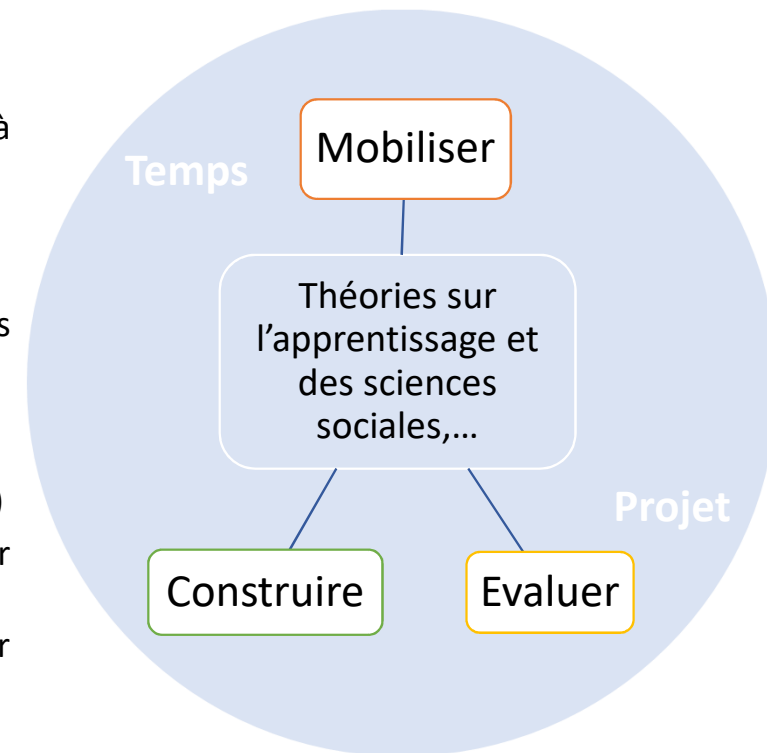 à
Mobiliser
Temps
Théories sur
l’apprentissage et
des sciences
sociales,…
s
)
Projet
r
Construire
Evaluer
r